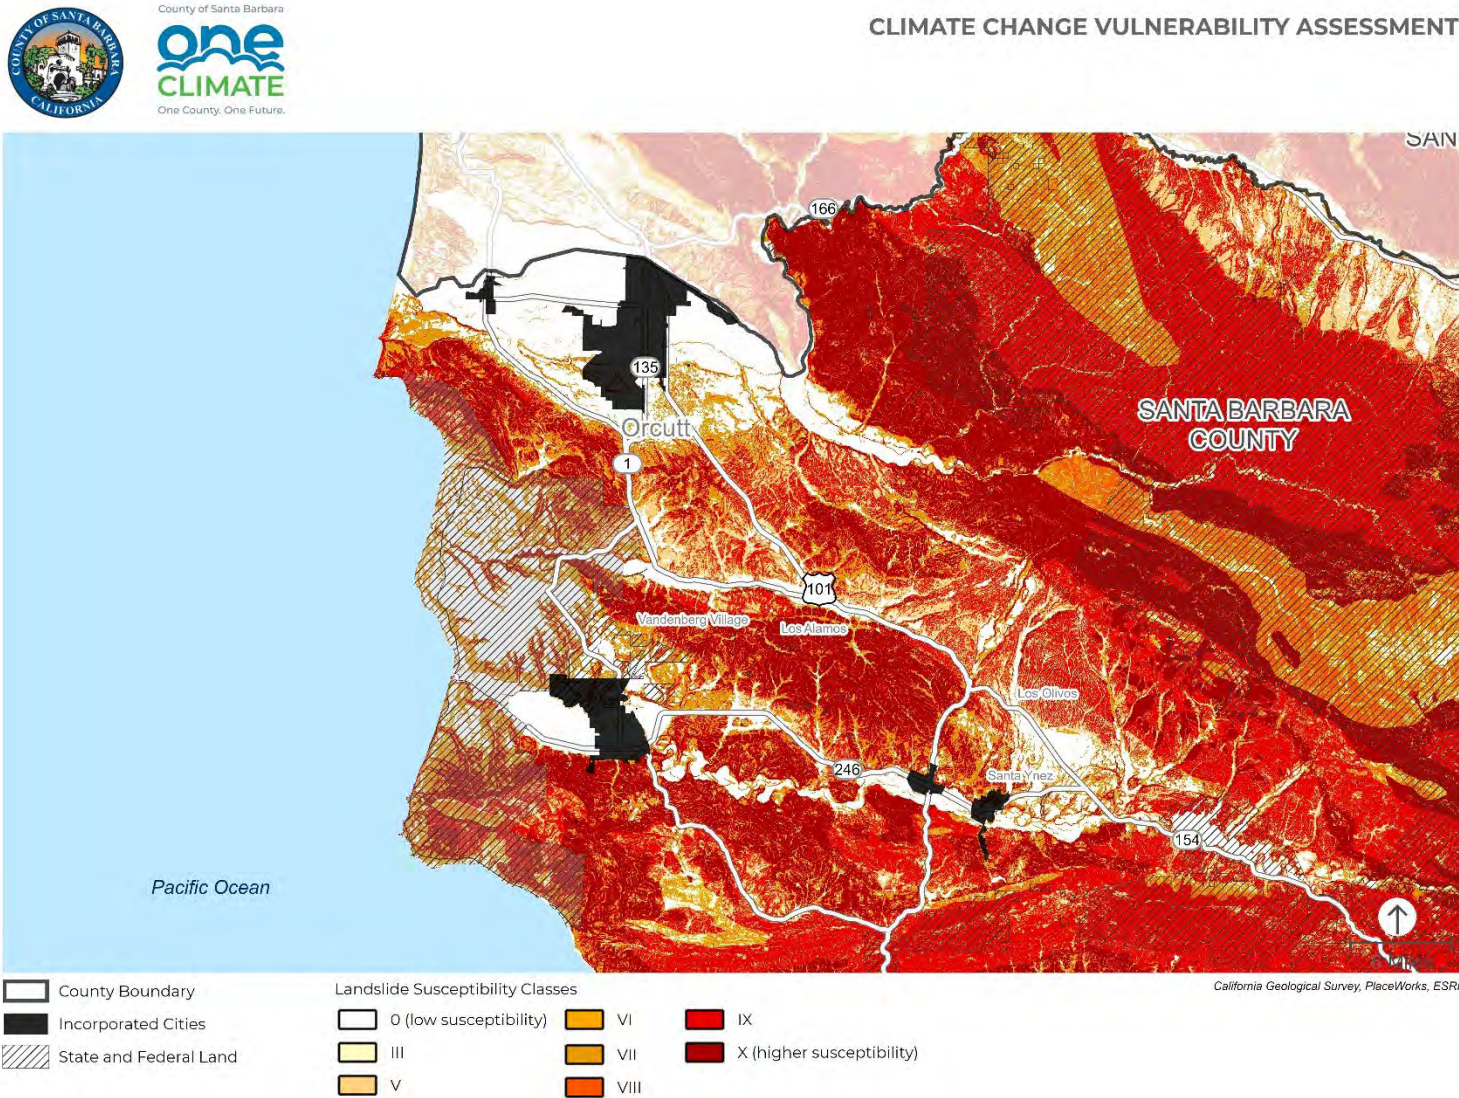 COUNTY OF SANTA BARBARA
CALIFORNIA
County of Santa Barbara
one
CLIMATE
One County. One Future.
CLIMATE CHANGE VULNERABILITY ASSESSMENT
SAN
166
135
Orcutt
SANTA BARBARA
COUNTY
1
101
Vandenberg Village
Los Alamos
Los Olivos
246
Santa Ynez
154
Pacific Ocean
County Boundary
Incorporated Cities
State and Federal Land
Landslide Susceptibility Classes
0 (low susceptibility)
III
V
VI
VII
VIII
IX
X (higher susceptibility)
California Geological Survey, PlaceWorks, ESRI